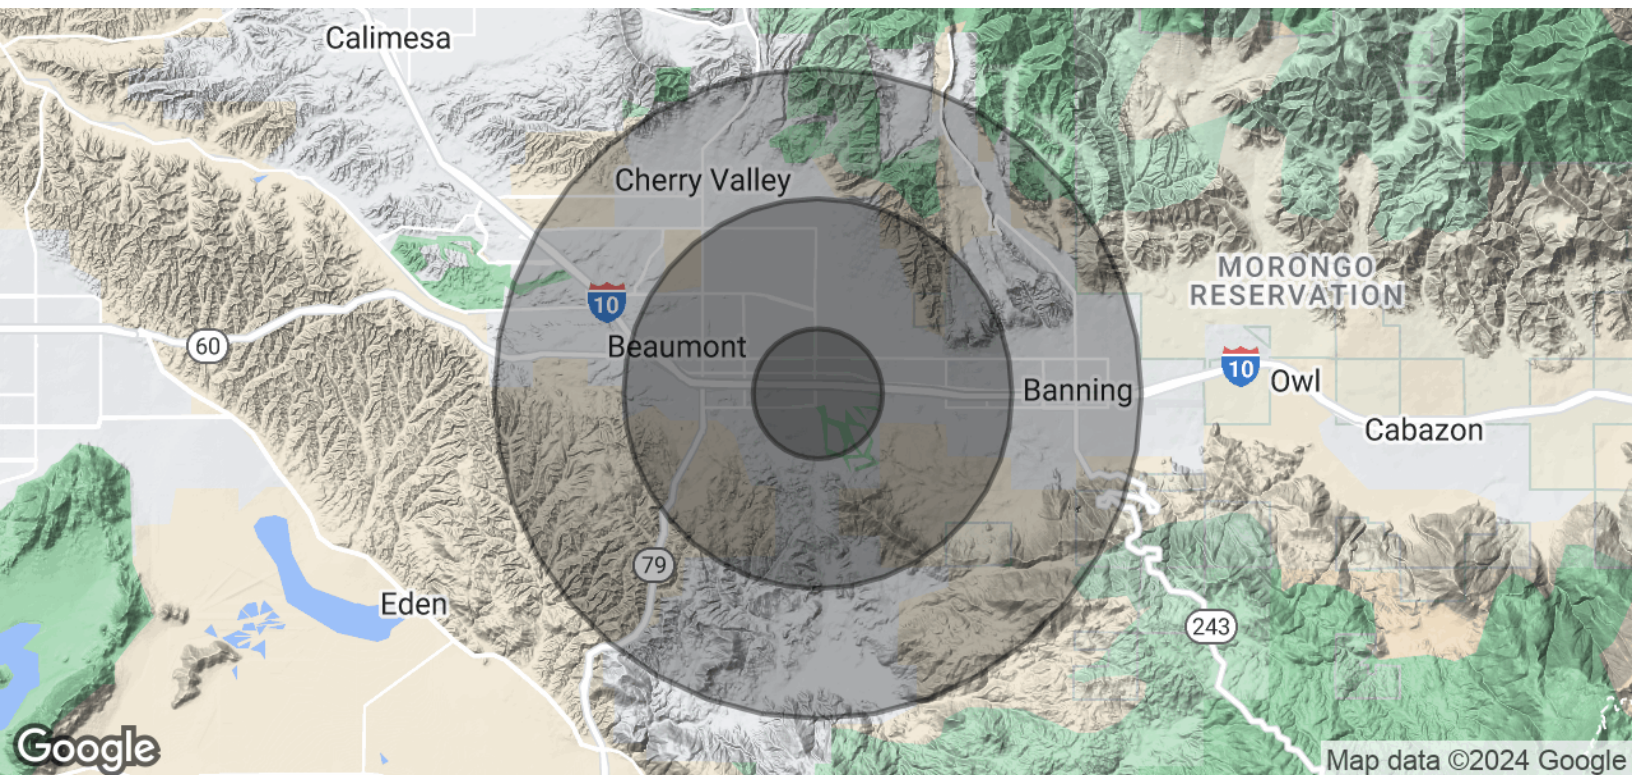 Calimesa
Cherry Valley
MORONGO
RESERVATION
10
Beaumont
60
10
Owl
Banning
Cabazon
79
Eden
243
Google
Map data ©2024 Google